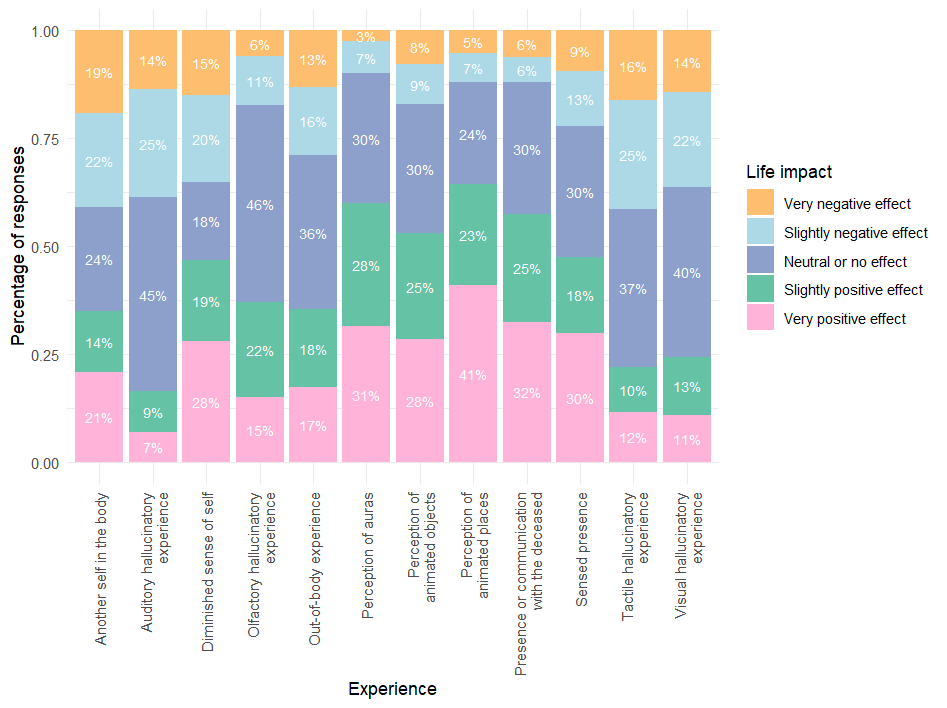 1.00
0.75
0.50
0.25
0.00
Percentage of responses
19%
22%
24%
14%
21%
14%
25%
45%
9%
7%
15%
20%
18%
19%
28%
6%
11%
46%
22%
15%
13%
16%
36%
18%
17%
3%
7%
30%
28%
31%
8%
9%
30%
25%
28%
5%
7%
24%
23%
41%
6%
6%
30%
25%
32%
9%
13%
30%
18%
30%
16%
25%
37%
10%
12%
14%
22%
40%
13%
11%
Another self in the body
Auditory hallucinatory
experience
Diminished sense of self
Olfactory hallucinatory
experience
Out-of-body experience
Perception of auras
Perception of
animated objects
Perception of
animated places
Presence or communication
with the deceased
Sensed presence
Tactile hallucinatory
experience
Visual hallucinatory
experience
Experience
Life impact
Very negative effect
Slightly negative effect
Neutral or no effect
Slightly positive effect
Very positive effect